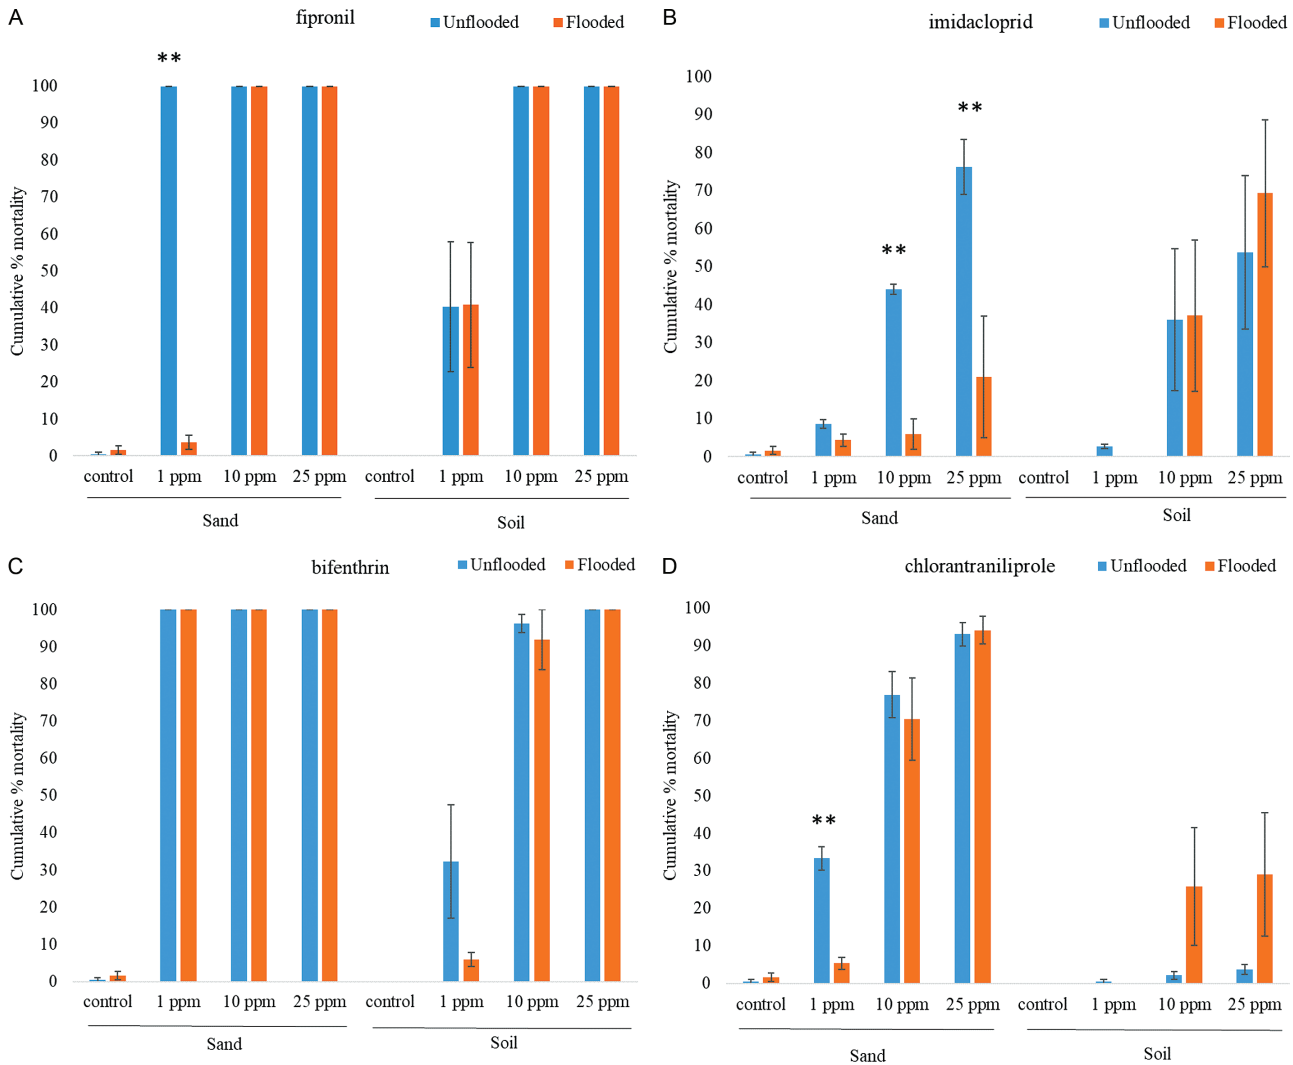 A
fipronil
Unflooded
Flooded
**
100
90
80
70
60
50
40
30
20
10
0
Cumulative % mortality
control 1 ppm 10 ppm 25 ppm control 1 ppm 10 ppm 25 ppm
Sand
Soil
B
imidacloprid
Unflooded
Flooded
**
**
100
90
80
70
60
50
40
30
20
10
0
Cumulative % mortality
control 1 ppm 10 ppm 25 ppm control 1 ppm 10 ppm 25 ppm
Sand
Soil
C
bifenthrin
Unflooded
Flooded
100
90
80
70
60
50
40
30
20
10
0
Cumulative % mortality
control 1 ppm 10 ppm 25 ppm control 1 ppm 10 ppm 25 ppm
Sand
Soil
D
chlorantraniliprole
Unflooded
Flooded
**
100
90
80
70
60
50
40
30
20
10
0
Cumulative % mortality
control 1 ppm 10 ppm 25 ppm control 1 ppm 10 ppm 25 ppm
Sand
Soil